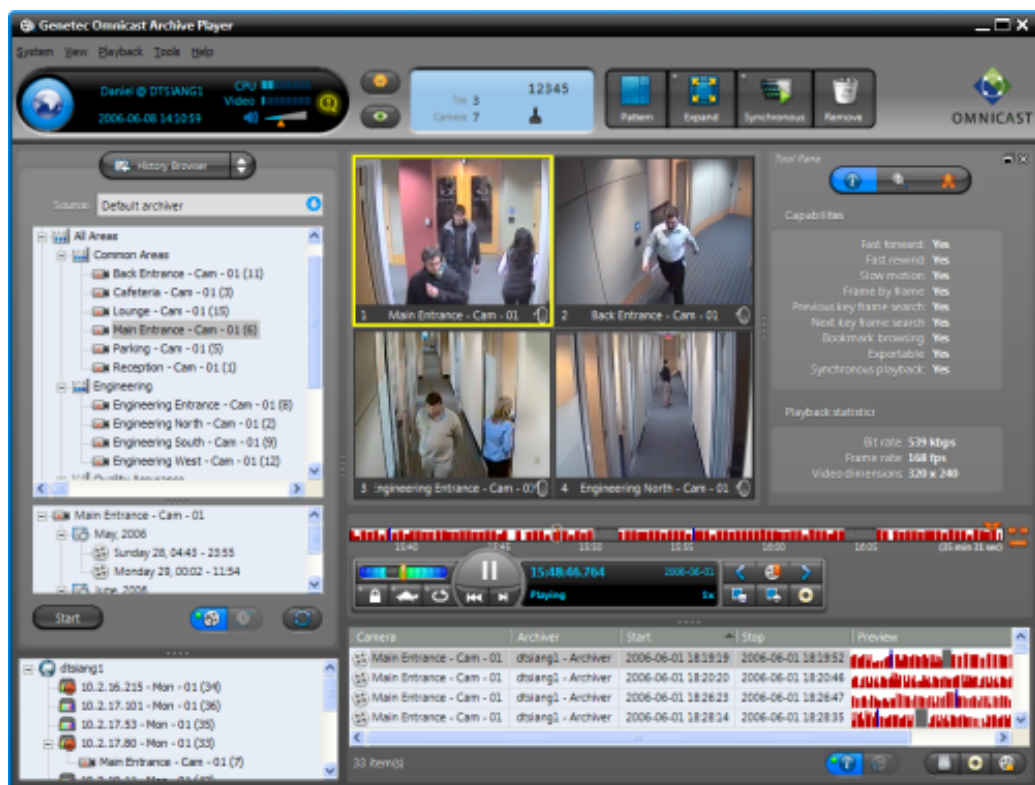 Genetec Omnicast Archive Player
System View Playback Tools Help
Daniel @ DTSIANG1
CPU
Video
2006-06-08 14:10:59
Tile 3
Camera 7
12345
Pattern
Expand
Synchronous
Remove
OMNICAST
History Browser
Source: Default archiver
All Areas
Common Areas
Back Entrance - Cam - 01 (11)
Cafeteria - Cam - 01 (3)
Lounge - Cam - 01 (15)
Main Entrance - Cam - 01 (6)
Parking - Cam - 01 (5)
Reception - Cam - 01 (1)
Engineering
Engineering Entrance - Cam - 01 (8)
Engineering North - Cam - 01 (2)
Engineering South - Cam - 01 (9)
Engineering West - Cam - 01 (12)
Quality Assurance
Main Entrance - Cam - 01
May, 2006
Sunday 28, 04:43 - 23:55
Monday 29, 00:02 - 11:54
June, 2006
Start
dtsiang1
10.2.16.215 - Mon - 01 (34)
10.2.17.101 - Mon - 01 (36)
10.2.17.53 - Mon - 01 (35)
10.2.17.80 - Mon - 01 (33)
Main Entrance - Cam - 01 (7)
1 Main Entrance - Cam - 01
2 Back Entrance - Cam - 01
3 Engineering Entrance - Cam - 01
4 Engineering North - Cam - 01
Tool Pane
Capabilities
Fast forward: Yes
Fast rewind: Yes
Slow motion: Yes
Frame by frame: Yes
Previous key frame search: Yes
Next key frame search: Yes
Bookmark browsing: Yes
Exportable: Yes
Synchronous playback: Yes
Playback statistics
Bit rate: 539 kbps
Frame rate: 168 fps
Video dimensions: 320 x 240
15:40 15:45 15:50 15:55 16:00 16:05 (35 min 31 sec)
15:48:46.764 2006-06-01
Playing 1x
Camera Archiver Start Stop Preview
Main Entrance - Cam - 01 dtsiang1 - Archiver 2006-06-01 18:19:19 2006-06-01 18:19:52
Main Entrance - Cam - 01 dtsiang1 - Archiver 2006-06-01 18:20:20 2006-06-01 18:20:46
Main Entrance - Cam - 01 dtsiang1 - Archiver 2006-06-01 18:26:23 2006-06-01 18:26:47
Main Entrance - Cam - 01 dtsiang1 - Archiver 2006-06-01 18:28:14 2006-06-01 18:28:35
33 item(s)